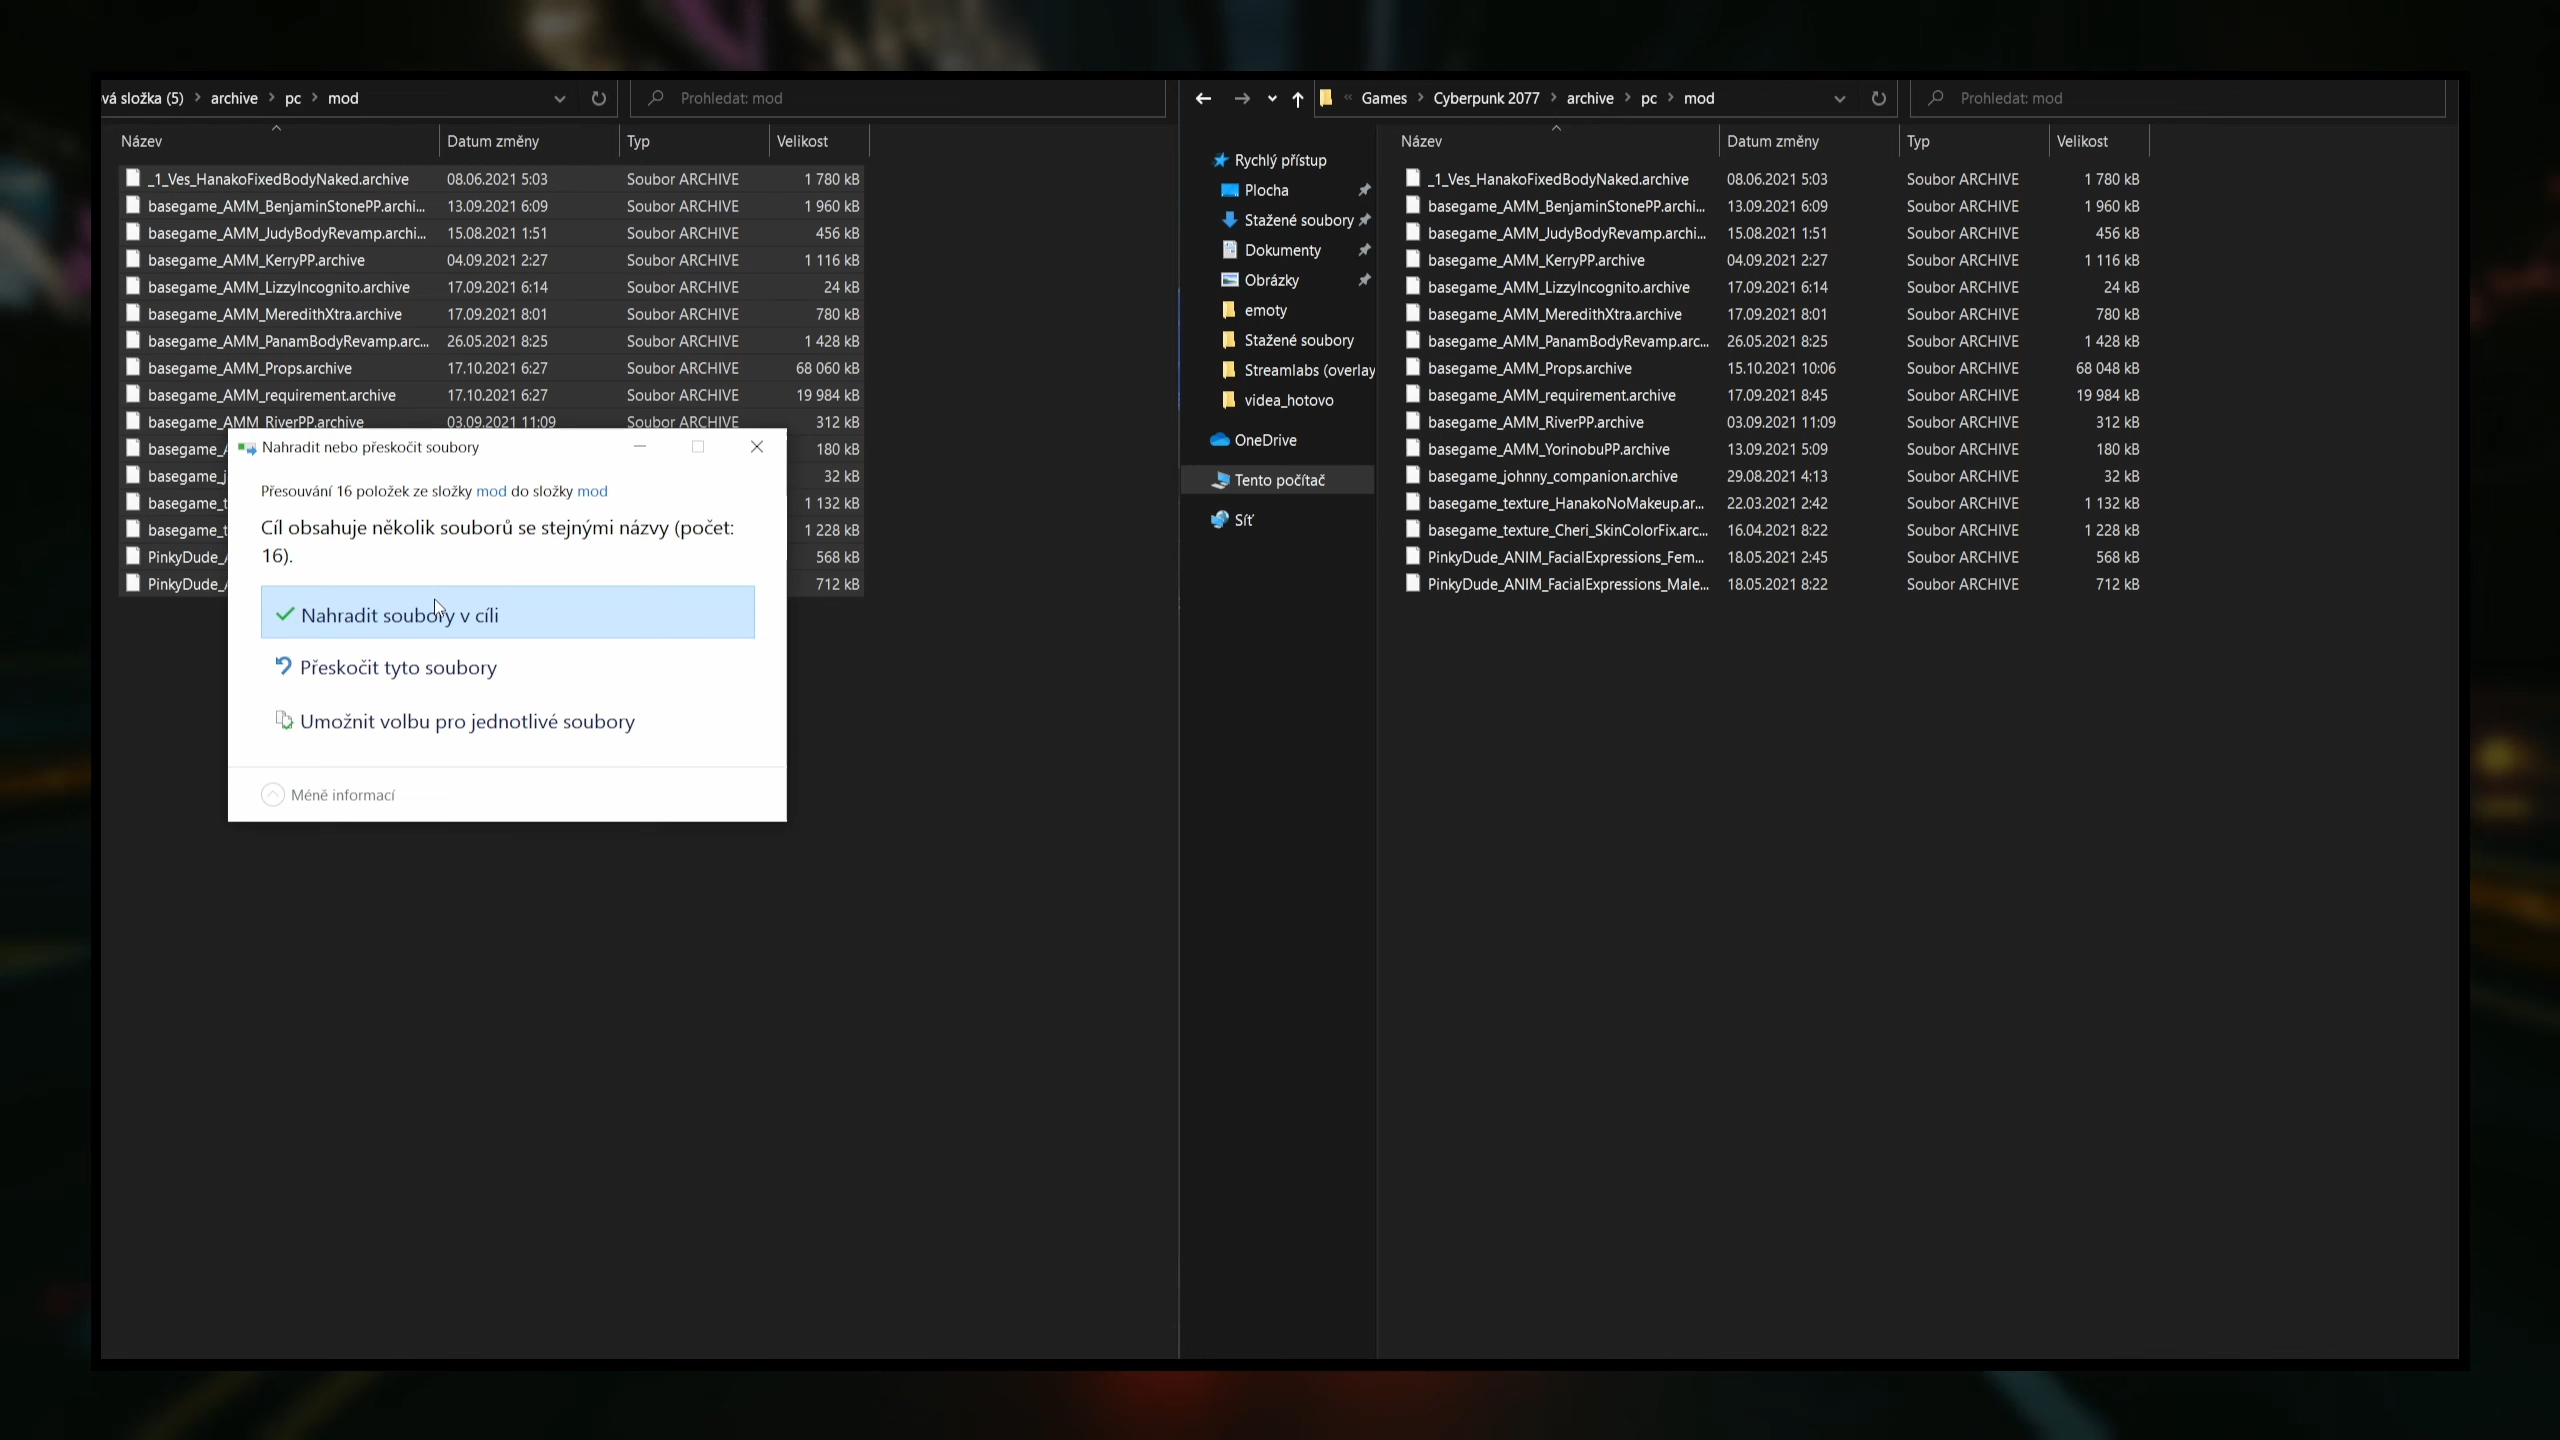 vá složka (5) > archive > pc > mod
Prohledat: mod
Název Datum změny Typ Velikost
_1_Ves_HanakoFixedBodyNaked.archive 08.06.2021 5:03 Soubor ARCHIVE 1 780 kB
basegame_AMM_BenjaminStonePP.archi... 13.09.2021 6:09 Soubor ARCHIVE 1 960 kB
basegame_AMM_JudyBodyRevamp.archi... 15.08.2021 1:51 Soubor ARCHIVE 456 kB
basegame_AMM_KerryPP.archive 04.09.2021 2:27 Soubor ARCHIVE 1 116 kB
basegame_AMM_LizzyIncognito.archive 17.09.2021 6:14 Soubor ARCHIVE 24 kB
basegame_AMM_MeredithXtra.archive 17.09.2021 8:01 Soubor ARCHIVE 780 kB
basegame_AMM_PanamBodyRevamp.arc... 26.05.2021 8:25 Soubor ARCHIVE 1 428 kB
basegame_AMM_Props.archive 17.10.2021 6:27 Soubor ARCHIVE 68 060 kB
basegame_AMM_requirement.archive 17.10.2021 6:27 Soubor ARCHIVE 19 984 kB
basegame_AMM_RiverPP.archive 03.09.2021 11:09 Soubor ARCHIVE 312 kB
basegame_A 180 kB
basegame_j 32 kB
basegame_t 1 132 kB
basegame_t 1 228 kB
PinkyDude_A 568 kB
PinkyDude_A 712 kB
Nahradit nebo přeskočit soubory
Přesouvání 16 položek ze složky mod do složky mod
Cíl obsahuje několik souborů se stejnými názvy (počet:
16).
Nahradit soubory v cíli
Přeskočit tyto soubory
Umožnit volbu pro jednotlivé soubory
Méně informací
« Games > Cyberpunk 2077 > archive > pc > mod
Prohledat: mod
Rychlý přístup
Plocha
Stažené soubory
Dokumenty
Obrázky
emoty
Stažené soubory
Streamlabs (overlay
videa_hotovo
OneDrive
Tento počítač
Síť
Název Datum změny Typ Velikost
_1_Ves_HanakoFixedBodyNaked.archive 08.06.2021 5:03 Soubor ARCHIVE 1 780 kB
basegame_AMM_BenjaminStonePP.archi... 13.09.2021 6:09 Soubor ARCHIVE 1 960 kB
basegame_AMM_JudyBodyRevamp.archi... 15.08.2021 1:51 Soubor ARCHIVE 456 kB
basegame_AMM_KerryPP.archive 04.09.2021 2:27 Soubor ARCHIVE 1 116 kB
basegame_AMM_LizzyIncognito.archive 17.09.2021 6:14 Soubor ARCHIVE 24 kB
basegame_AMM_MeredithXtra.archive 17.09.2021 8:01 Soubor ARCHIVE 780 kB
basegame_AMM_PanamBodyRevamp.arc... 26.05.2021 8:25 Soubor ARCHIVE 1 428 kB
basegame_AMM_Props.archive 15.10.2021 10:06 Soubor ARCHIVE 68 048 kB
basegame_AMM_requirement.archive 17.09.2021 8:45 Soubor ARCHIVE 19 984 kB
basegame_AMM_RiverPP.archive 03.09.2021 11:09 Soubor ARCHIVE 312 kB
basegame_AMM_YorinobuPP.archive 13.09.2021 5:09 Soubor ARCHIVE 180 kB
basegame_johnny_companion.archive 29.08.2021 4:13 Soubor ARCHIVE 32 kB
basegame_texture_HanakoNoMakeup.ar... 22.03.2021 2:42 Soubor ARCHIVE 1 132 kB
basegame_texture_Cheri_SkinColorFix.arc... 16.04.2021 8:22 Soubor ARCHIVE 1 228 kB
PinkyDude_ANIM_FacialExpressions_Fem... 18.05.2021 2:45 Soubor ARCHIVE 568 kB
PinkyDude_ANIM_FacialExpressions_Male... 18.05.2021 8:22 Soubor ARCHIVE 712 kB